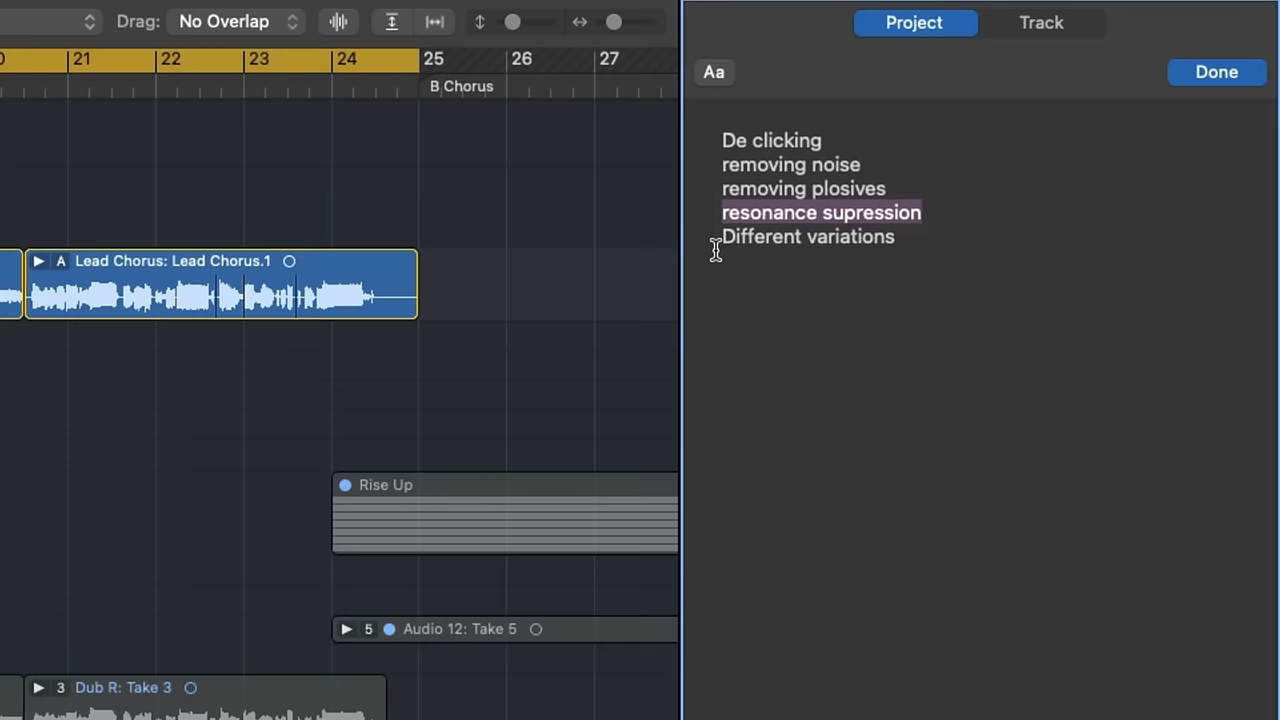 Drag: No Overlap
Project
Track
21 22 23 24 25 26 27
B Chorus
Aa
Done
De clicking
removing noise
removing plosives
resonance supression
Different variations
A Lead Chorus: Lead Chorus.1
Rise Up
5 Audio 12: Take 5
3 Dub R: Take 3